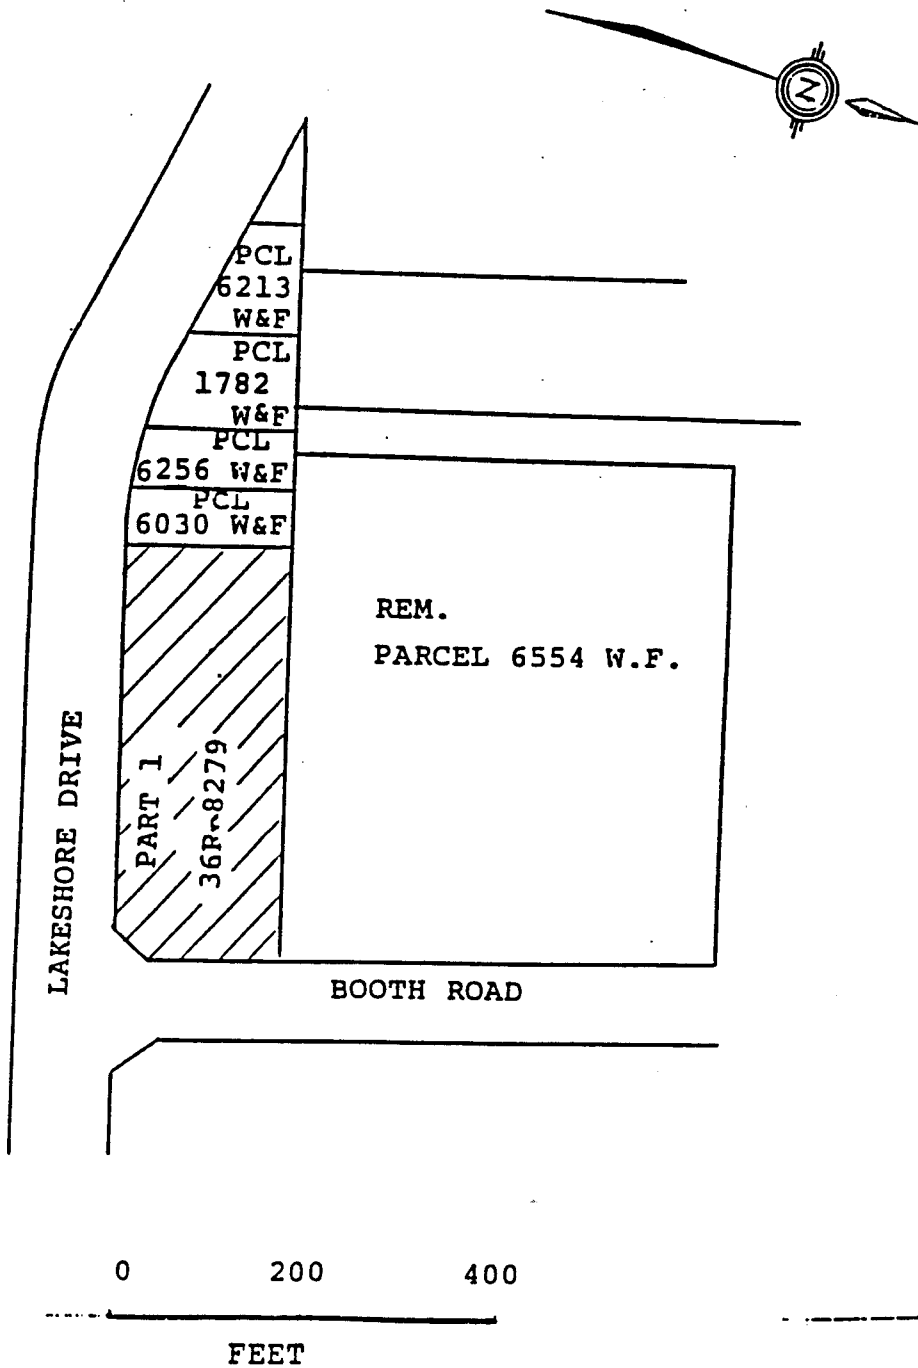 N
PCL
6213
W&F
PCL
1782
W&F
PCL
6256 W&F
PCL
6030 W&F
REM.
PARCEL 6554 W.F.
LAKESHORE DRIVE
PART 1
36R-8279
BOOTH ROAD
0 200 400
FEET